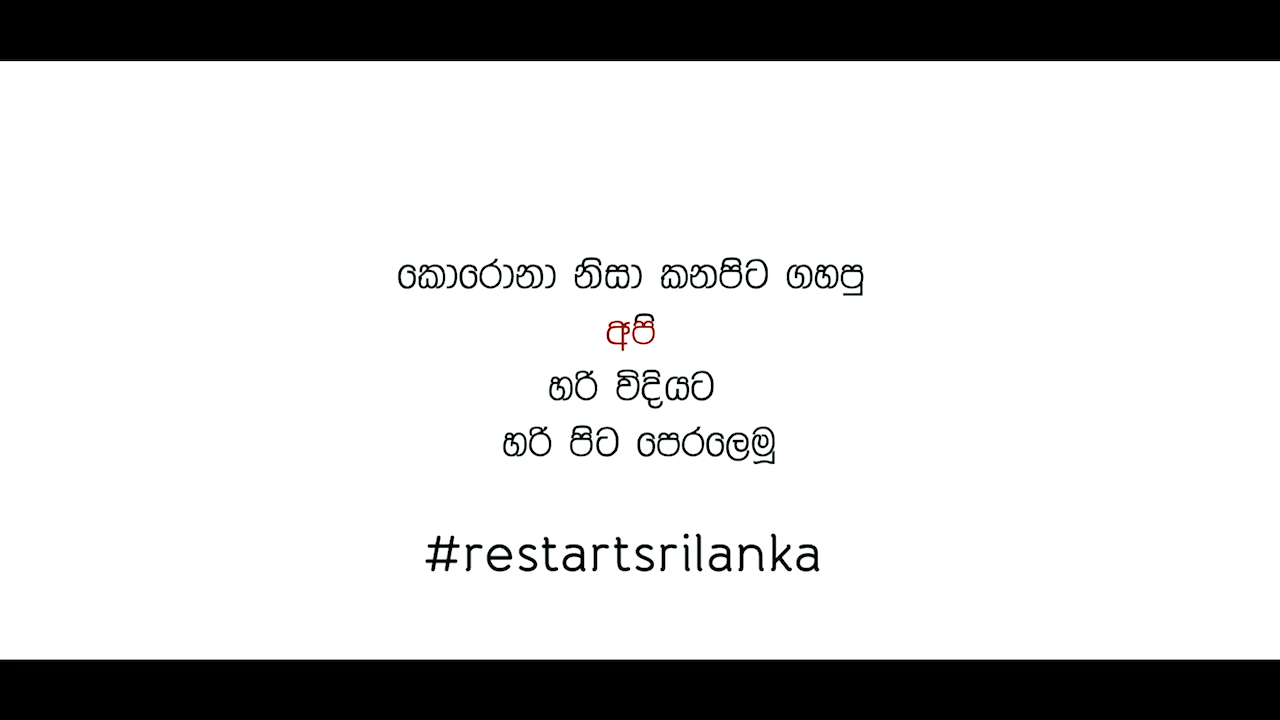 කොරෝනා නිසා කනපිට ගහපු
අපි
හරි විදියට
හරි පිට පෙරලෙමූ
#restartsrilanka